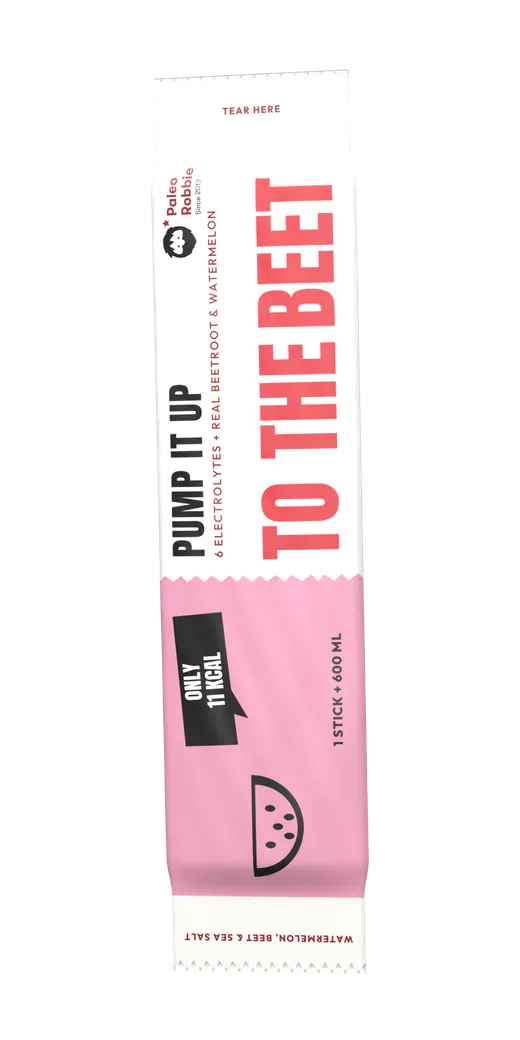 TEAR HERE
Paleo
Robbie
Since 2013
PUMP IT UP
6 ELECTROLYTES + REAL BEETROOT & WATERMELON
TO THE BEET
ONLY
11 KCAL
1 STICK + 600 ML
WATERMELON, BEET & SEA SALT